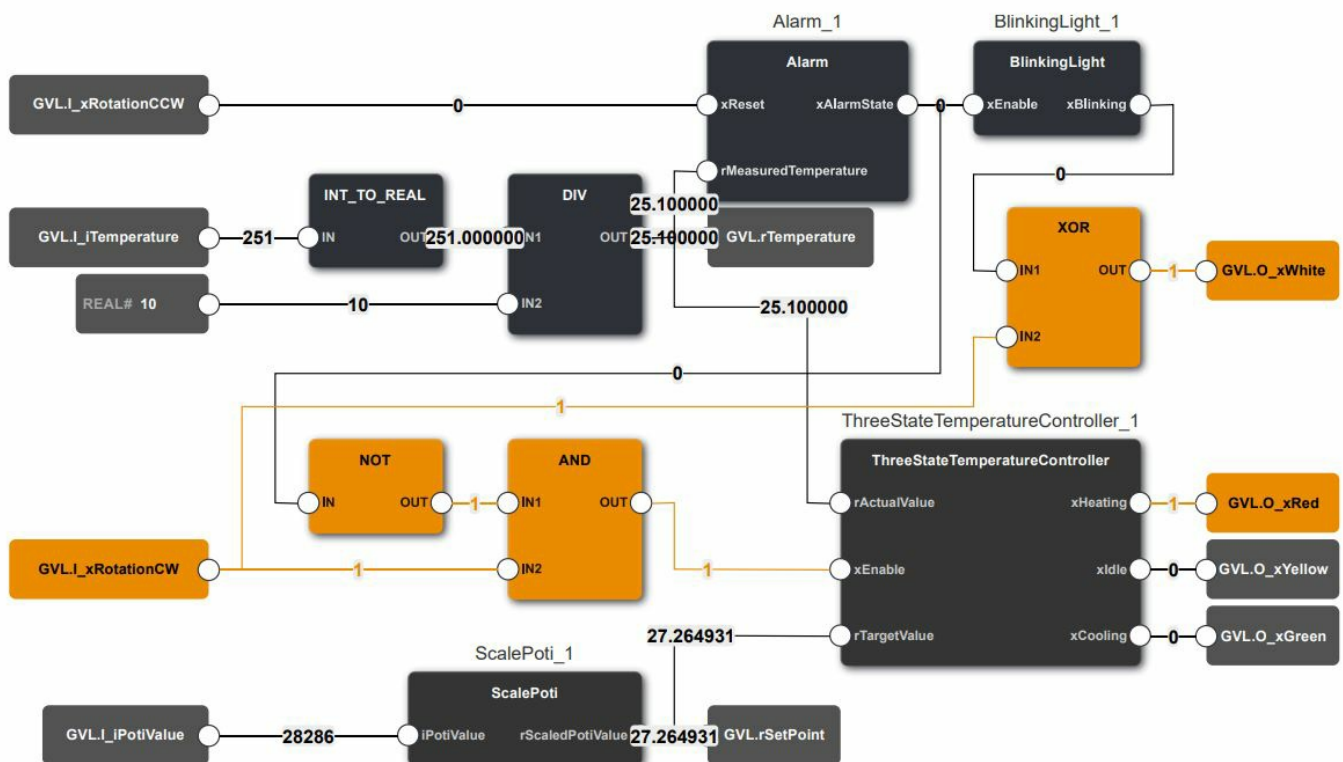 Alarm_1
BlinkingLight_1
Alarm
BlinkingLight
GVL.I_xRotationCCW
0
xReset
xAlarmState
0
xEnable
xBlinking
rMeasuredTemperature
0
INT_TO_REAL
DIV
25.100000
XOR
GVL.I_iTemperature
251
IN
OUT
251.000000
IN1
OUT
25.100000
GVL.rTemperature
IN1
OUT
1
GVL.O_xWhite
REAL# 10
10
IN2
25.100000
IN2
0
1
ThreeStateTemperatureController_1
NOT
AND
ThreeStateTemperatureController
IN
OUT
1
IN1
OUT
rActualValue
xHeating
1
GVL.O_xRed
GVL.I_xRotationCW
1
IN2
1
xEnable
xIdle
0
GVL.O_xYellow
27.264931
rTargetValue
xCooling
0
GVL.O_xGreen
ScalePoti_1
ScalePoti
GVL.I_iPotiValue
28286
iPotiValue
rScaledPotiValue
27.264931
GVL.rSetPoint